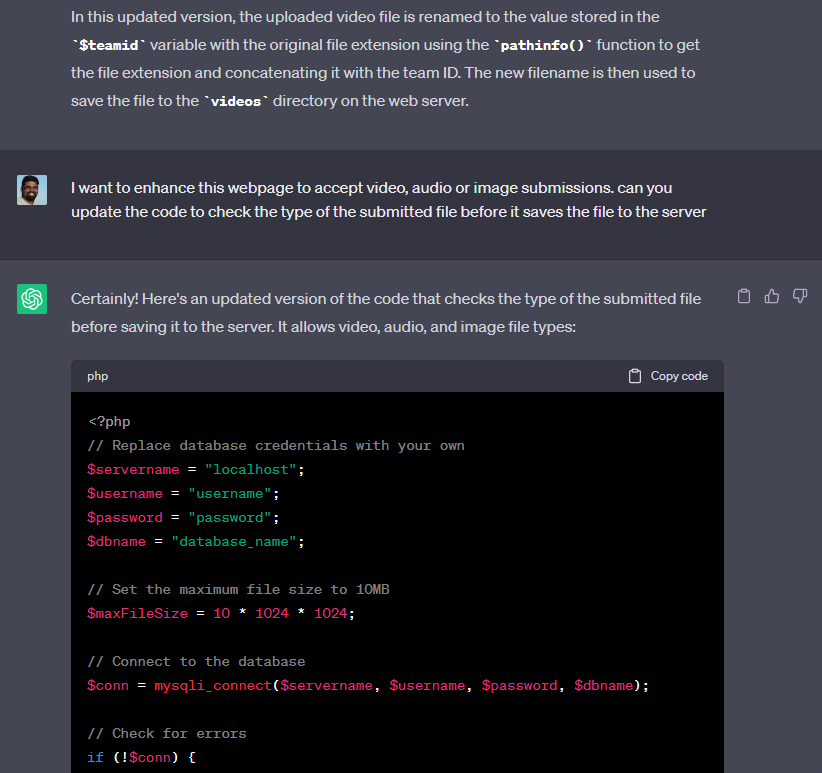 In this updated version, the uploaded video file is renamed to the value stored in the
`$teamid` variable with the original file extension using the `pathinfo()` function to get
the file extension and concatenating it with the team ID. The new filename is then used to
save the file to the `videos` directory on the web server.
I want to enhance this webpage to accept video, audio or image submissions. can you
update the code to check the type of the submitted file before it saves the file to the server
Certainly! Here's an updated version of the code that checks the type of the submitted file
before saving it to the server. It allows video, audio, and image file types:
php
Copy code
<?php
// Replace database credentials with your own
$servername = "localhost";
$username = "username";
$password = "password";
$dbname = "database_name";
// Set the maximum file size to 10MB
$maxFileSize = 10 * 1024 * 1024;
// Connect to the database
$conn = mysqli_connect($servername, $username, $password, $dbname);
// Check for errors
if (!$conn) {